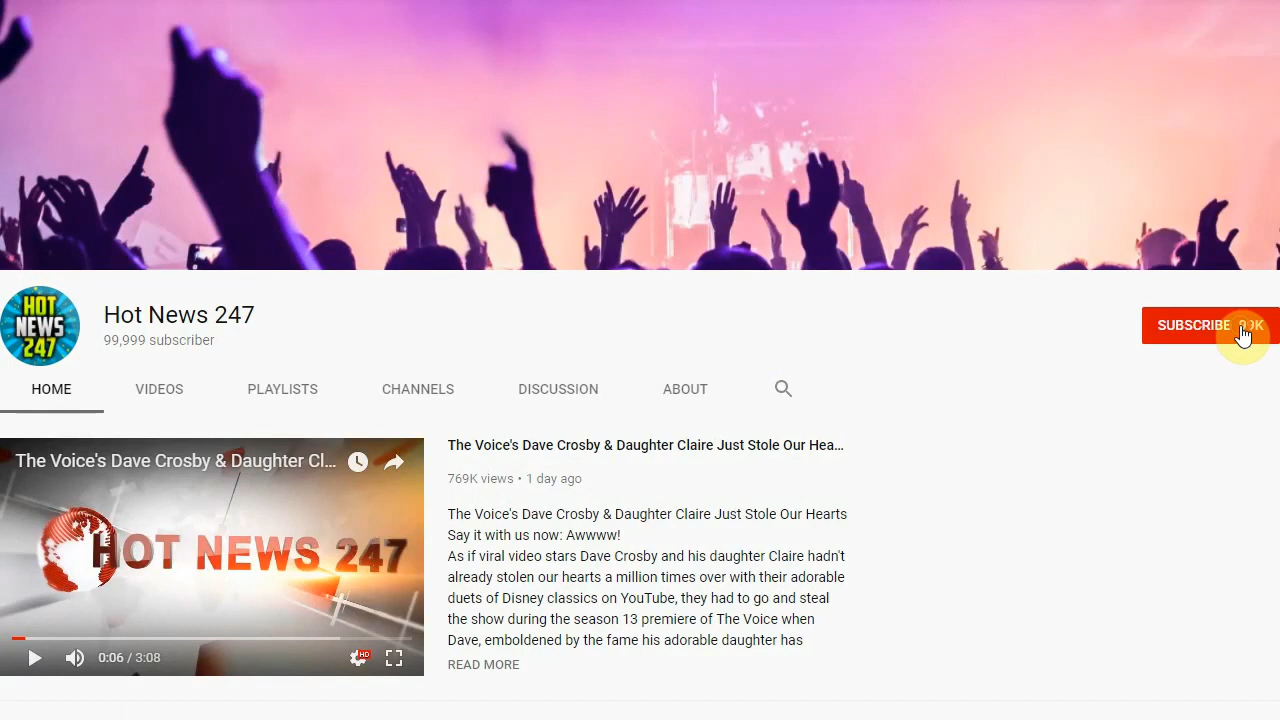 HOT
NEWS
247
Hot News 247
99,999 subscriber
SUBSCRIBE
HOME VIDEOS PLAYLISTS CHANNELS DISCUSSION ABOUT
The Voice's Dave Crosby & Daughter Cl...
HOT NEWS 247
HD
0:06 / 3:08
The Voice's Dave Crosby & Daughter Claire Just Stole Our Hea...
769K views • 1 day ago
The Voice's Dave Crosby & Daughter Claire Just Stole Our Hearts
Say it with us now: Awwww!
As if viral video stars Dave Crosby and his daughter Claire hadn't
already stolen our hearts a million times over with their adorable
duets of Disney classics on YouTube, they had to go and steal
the show during the season 13 premiere of The Voice when
Dave, emboldened by the fame his adorable daughter has
READ MORE